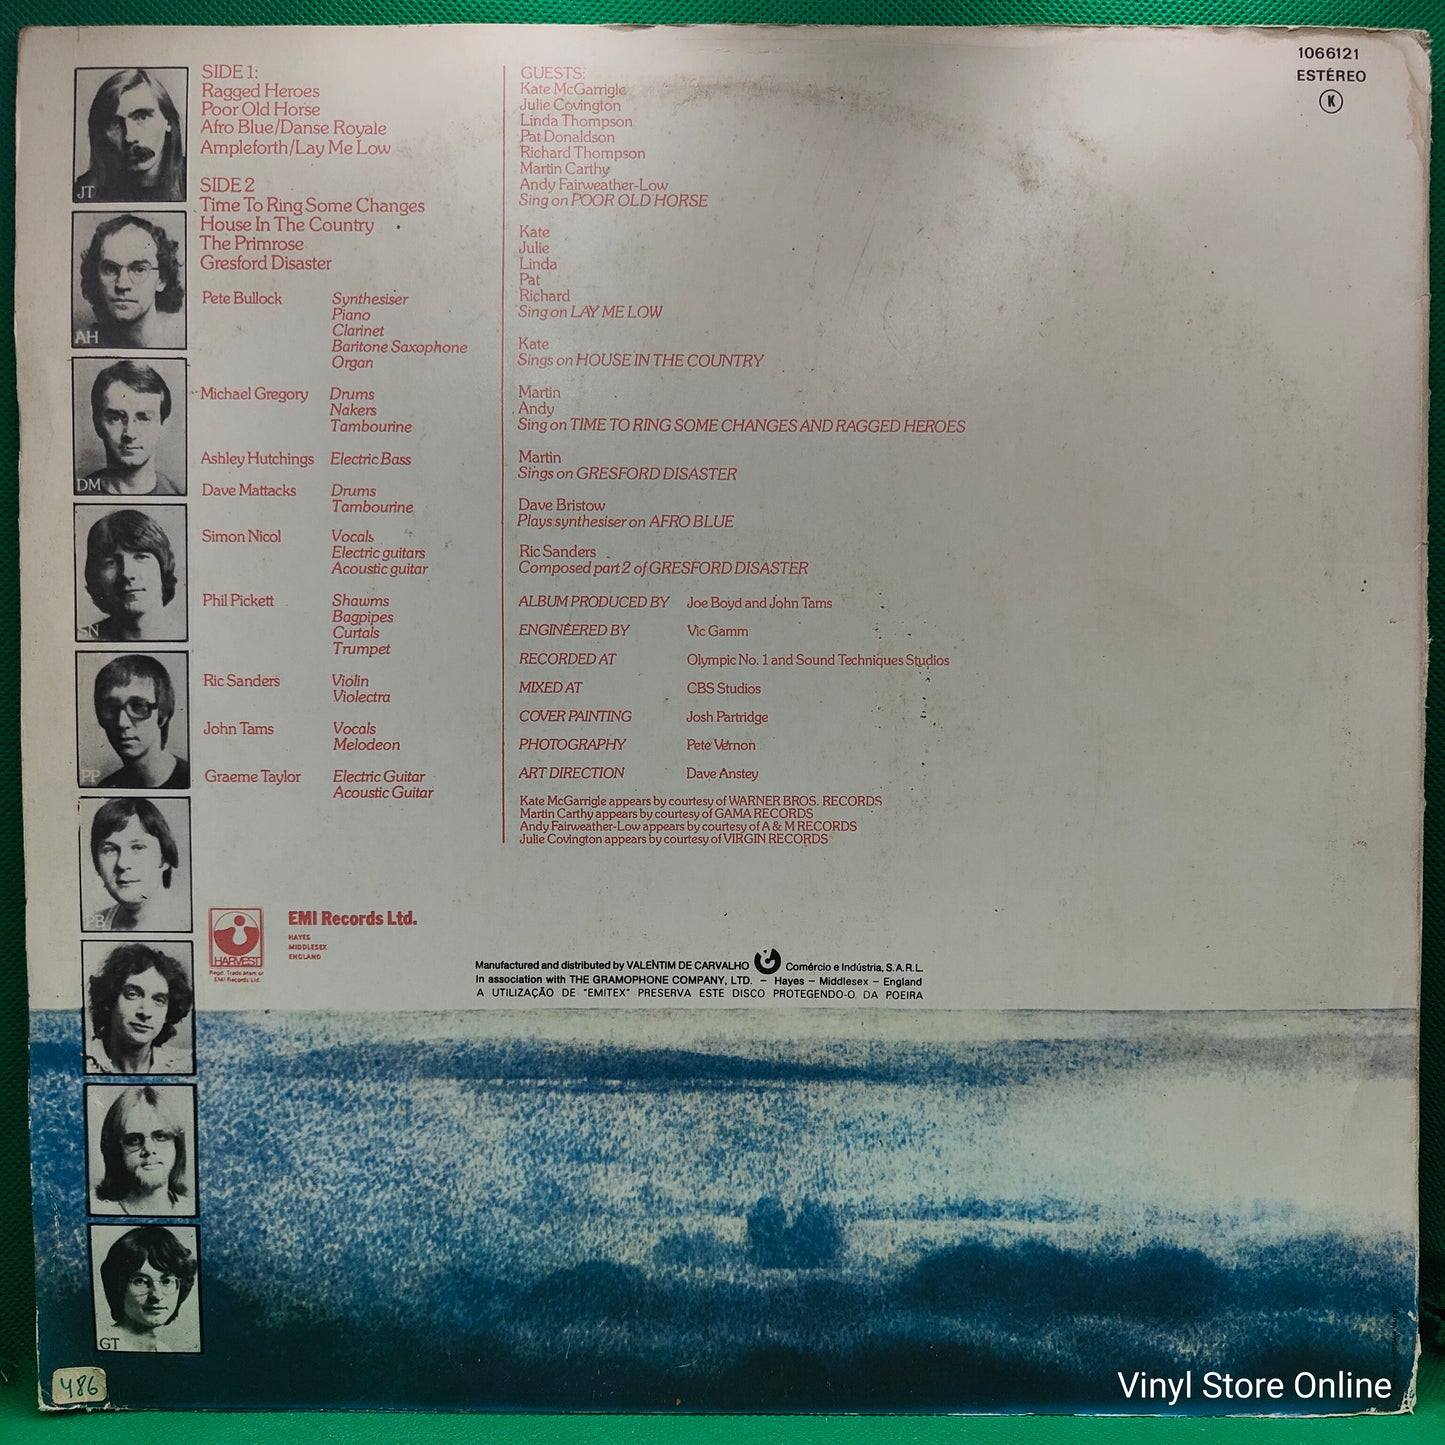 1066121
ESTÉREO
K
SIDE 1:
Ragged Heroes
Poor Old Horse
Afro Blue/Danse Royale
Ampleforth/Lay Me Low
SIDE 2
Time To Ring Some Changes
House In The Country
The Primrose
Gresford Disaster
Pete Bullock Synthesiser
Piano
Clarinet
Baritone Saxophone
Organ
Michael Gregory Drums
Nakers
Tambourine
Ashley Hutchings Electric Bass
Dave Mattacks Drums
Tambourine
Simon Nicol Vocals
Electric guitars
Acoustic guitar
Phil Pickett Shawms
Bagpipes
Curtals
Trumpet
Ric Sanders Violin
Violectra
John Tams Vocals
Melodeon
Graeme Taylor Electric Guitar
Acoustic Guitar
GUESTS:
Kate McGarrigle
Julie Covington
Linda Thompson
Pat Donaldson
Richard Thompson
Martin Carthy
Andy Fairweather-Low
Sing on POOR OLD HORSE
Kate
Julie
Linda
Pat
Richard
Sing on LAY ME LOW
Kate
Sings on HOUSE IN THE COUNTRY
Martin
Andy
Sing on TIME TO RING SOME CHANGES AND RAGGED HEROES
Martin
Sings on GRESFORD DISASTER
Dave Bristow
Plays synthesiser on AFRO BLUE
Ric Sanders
Composed part 2 of GRESFORD DISASTER
ALBUM PRODUCED BY Joe Boyd and John Tams
ENGINEERED BY Vic Gamm
RECORDED AT Olympic No. 1 and Sound Techniques Studios
MIXED AT CBS Studios
COVER PAINTING Josh Partridge
PHOTOGRAPHY Pete Vernon
ART DIRECTION Dave Anstey
Kate McGarrigle appears by courtesy of WARNER BROS. RECORDS
Martin Carthy appears by courtesy of GAMA RECORDS
Andy Fairweather-Low appears by courtesy of A & M RECORDS
Julie Covington appears by courtesy of VIRGIN RECORDS
JT
AH
DM
SN
PP
PB
GT
HARVEST
Regd. Trade Mark of
EMI Records Ltd.
EMI Records Ltd.
HAYES
MIDDLESEX
ENGLAND
Manufactured and distributed by VALENTIM DE CARVALHO Comércio e Indústria, S.A.R.L.
In association with THE GRAMOPHONE COMPANY, LTD. – Hayes – Middlesex – England
A UTILIZAÇÃO DE "EMITEX" PRESERVA ESTE DISCO PROTEGENDO-O DA POEIRA
486
Vinyl Store Online